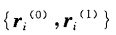 {r_i^(0), r_i^(1)}